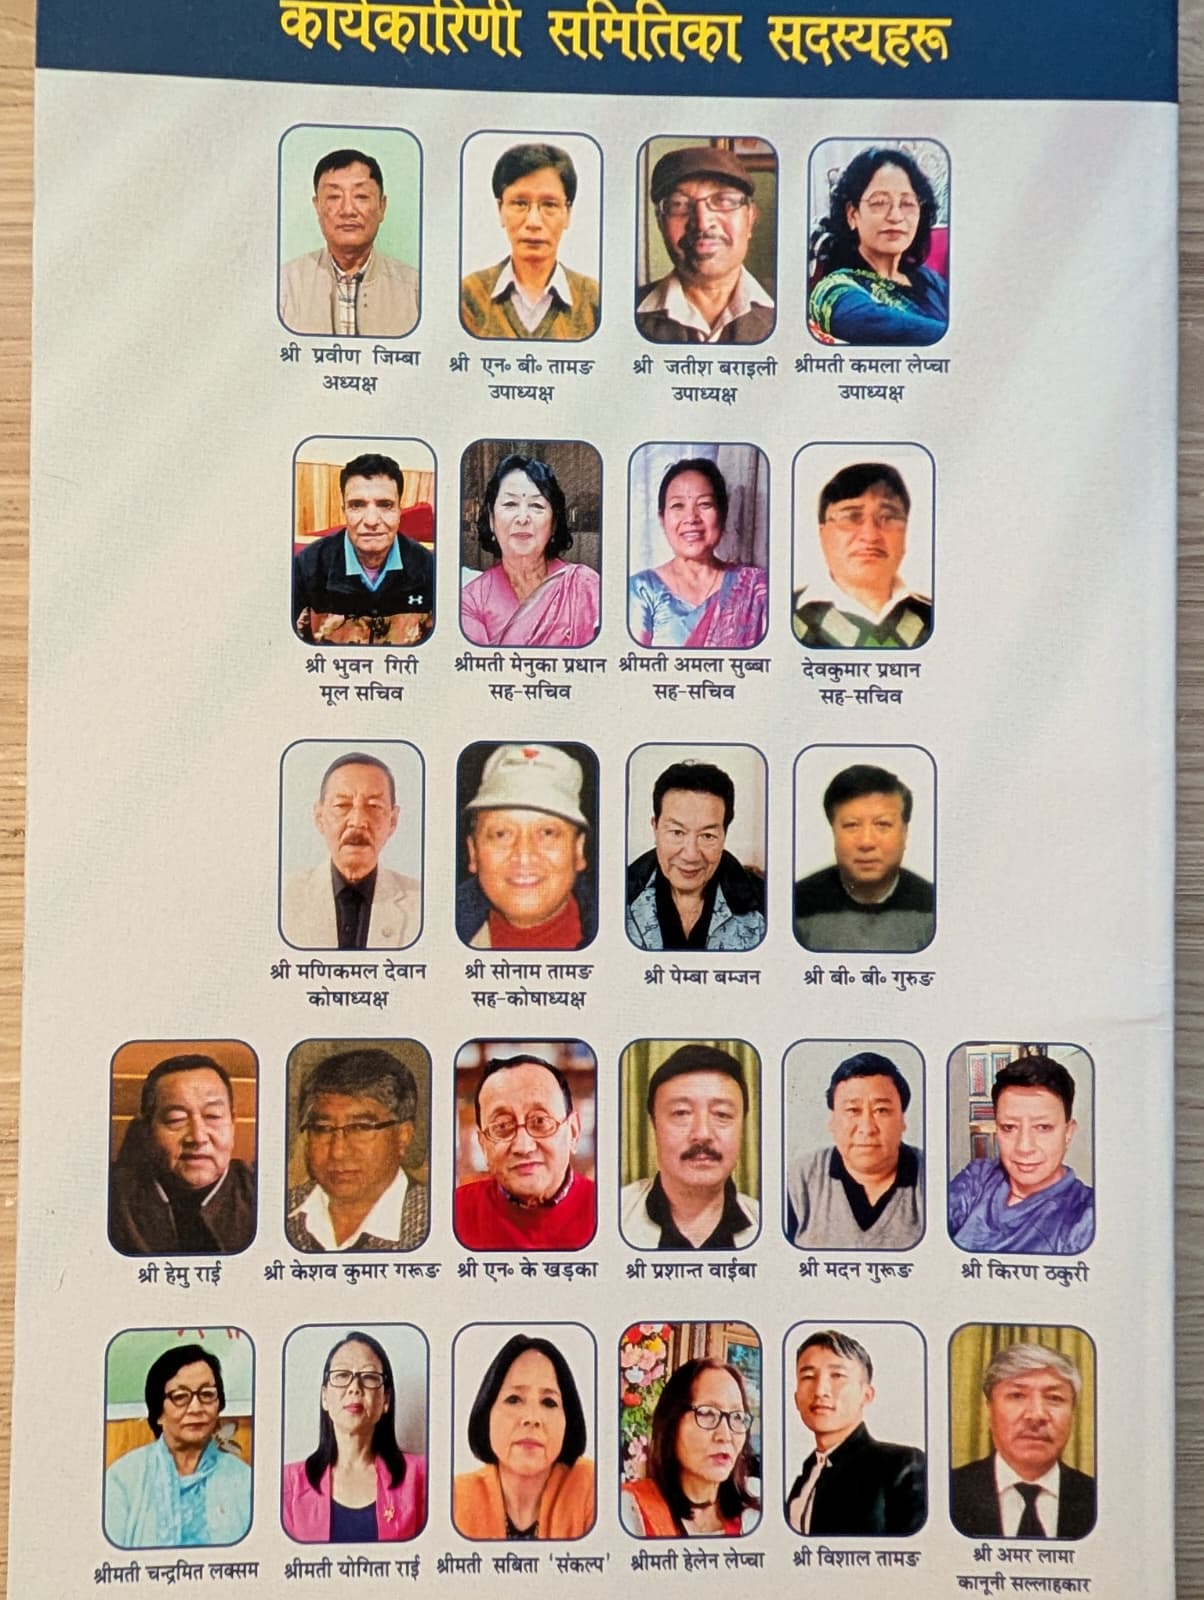 कार्यकारिणी समितिका सदस्यहरू
श्री प्रवीण जिम्बा
अध्यक्ष
श्री एन॰ बी॰ तामङ
उपाध्यक्ष
श्री जतीश बराइली
उपाध्यक्ष
श्रीमती कमला लेप्चा
उपाध्यक्ष
श्री भुवन गिरी
मूल सचिव
श्रीमती मेनुका प्रधान
सह-सचिव
श्रीमती अमला सुब्बा
सह-सचिव
देवकुमार प्रधान
सह-सचिव
श्री मणिकमल देवान
कोषाध्यक्ष
श्री सोनाम तामङ
सह-कोषाध्यक्ष
श्री पेम्बा बम्जन
श्री बी॰ बी॰ गुरुङ
श्री हेमु राई
श्री केशव कुमार गरूङ
श्री एन॰ के खड़का
श्री प्रशान्त वाईबा
श्री मदन गुरूङ
श्री किरण ठकुरी
श्रीमती चन्द्रमित लक्सम
श्रीमती योगिता राई
श्रीमती सबिता 'संकल्प'
श्रीमती हेलेन लेप्चा
श्री विशाल तामङ
श्री अमर लामा
कानूनी सल्लाहकार